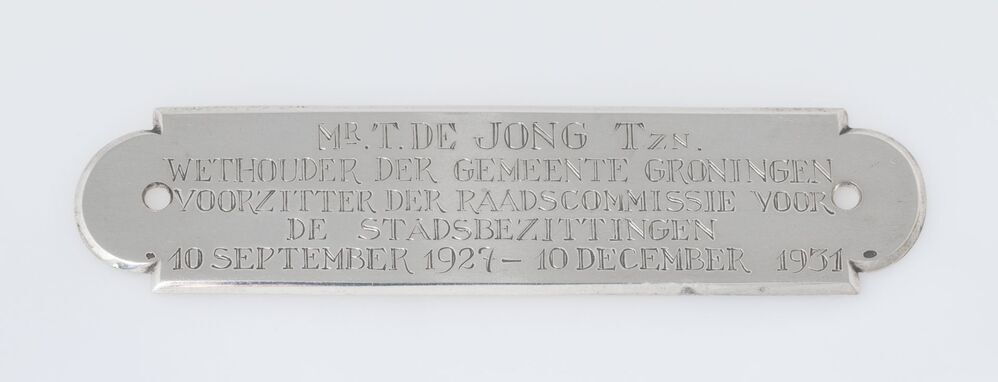 MR. T. DE JONG TZN.
WETHOUDER DER GEMEENTE GRONINGEN
VOORZITTER DER RAADSCOMMISSIE VOOR
DE STADSBEZITTINGEN
10 SEPTEMBER 1927 – 10 DECEMBER 1931